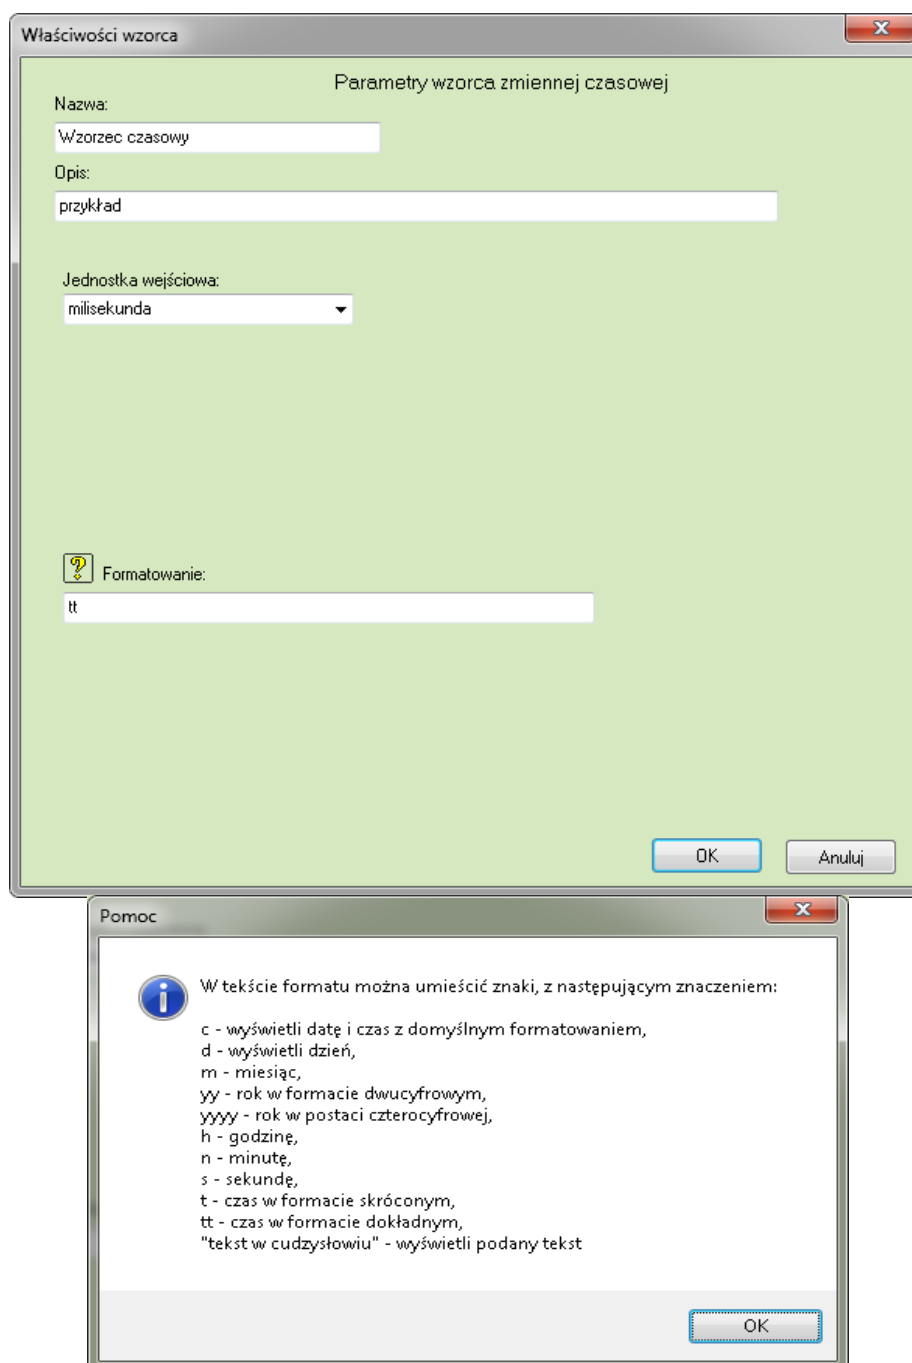 Właściwości wzorca
Parametry wzorca zmiennej czasowej
Nazwa:
Wzorzec czasowy
Opis:
przykład
Jednostka wejściowa:
milisekunda
Formatowanie:
tt
OK
Anuluj
Pomoc
W tekście formatu można umieścić znaki, z następującym znaczeniem:
c - wyświetli datę i czas z domyślnym formatowaniem,
d - wyświetli dzień,
m - miesiąc,
yy - rok w formacie dwucyfrowym,
yyyy - rok w postaci czterocyfrowej,
h - godzinę,
n - minutę,
s - sekundę,
t - czas w formacie skróconym,
tt - czas w formacie dokładnym,
"tekst w cudzysłowiu" - wyświetli podany tekst
OK